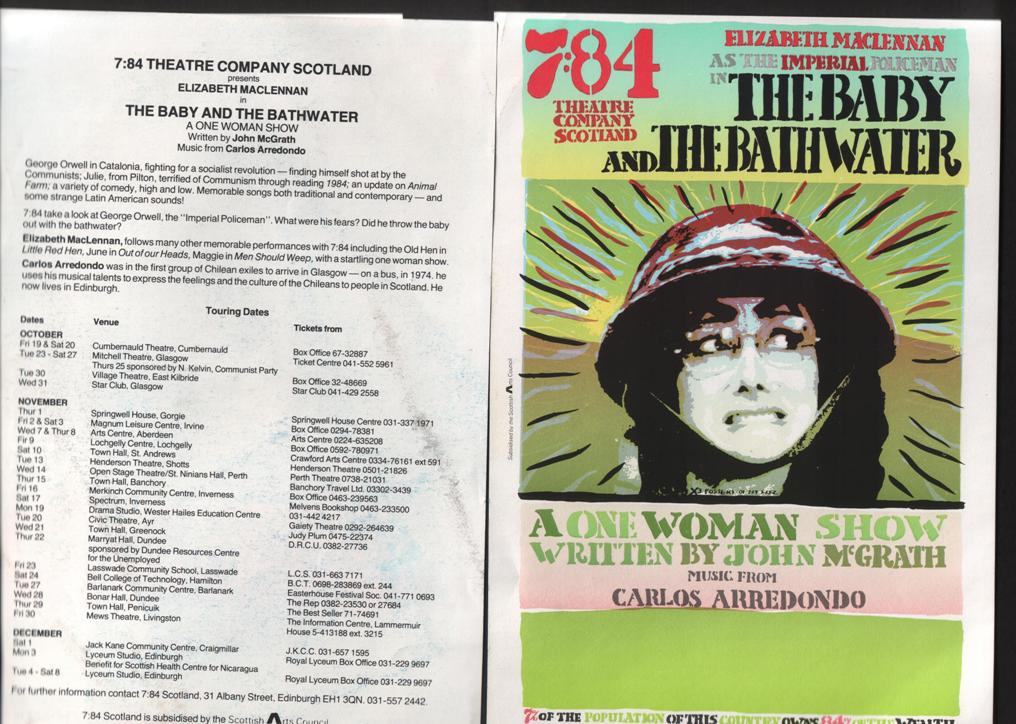 7:84 THEATRE COMPANY SCOTLAND
presents
ELIZABETH MACLENNAN
in
THE BABY AND THE BATHWATER
A ONE WOMAN SHOW
Written by John McGrath
Music from Carlos Arredondo
George Orwell in Catalonia, fighting for a socialist revolution — finding himself shot at by the
Communists; Julie, from Pilton, terrified of Communism through reading 1984; an update on Animal
Farm; a variety of comedy, high and low. Memorable songs both traditional and contemporary — and
some strange Latin American sounds!
7:84 take a look at George Orwell, the "Imperial Policeman". What were his fears? Did he throw the baby
out with the bathwater?
Elizabeth MacLennan, follows many other memorable performances with 7:84 including the Old Hen in
Little Red Hen, June in Out of our Heads, Maggie in Men Should Weep, with a startling one woman show.
Carlos Arredondo was in the first group of Chilean exiles to arrive in Glasgow — on a bus, in 1974. he
uses his musical talents to express the feelings and the culture of the Chileans to people in Scotland. He
now lives in Edinburgh.
Touring Dates
Dates Venue Tickets from
OCTOBER
Fri 19 & Sat 20 Cumbernauld Theatre, Cumbernauld Box Office 67-32887
Tue 23 - Sat 27 Mitchell Theatre, Glasgow Ticket Centre 041-552 5961
Thurs 25 sponsored by N. Kelvin, Communist Party
Tue 30 Village Theatre, East Kilbride Box Office 32-48669
Wed 31 Star Club, Glasgow Star Club 041-429 2558
NOVEMBER
Thur 1 Springwell House, Gorgie Springwell House Centre 031-337 1971
Fri 2 & Sat 3 Magnum Leisure Centre, Irvine Box Office 0294-78381
Wed 7 & Thur 8 Arts Centre, Aberdeen Arts Centre 0224-635208
Fir 9 Lochgelly Centre, Lochgelly Box Office 0592-780971
Sat 10 Town Hall, St. Andrews Crawford Arts Centre 0334-76161 ext 591
Tue 13 Henderson Theatre, Shotts Henderson Theatre 0501-21826
Wed 14 Open Stage Theatre/St. Ninians Hall, Perth Perth Theatre 0738-21031
Thur 15 Town Hall, Banchory Banchory Travel Ltd. 03302-3439
Fri 16 Merkinch Community Centre, Inverness Box Office 0463-239563
Sat 17 Spectrum, Inverness Melvens Bookshop 0463-233500
Mon 19 Drama Studio, Wester Hailes Education Centre 031-442 4217
Tue 20 Civic Theatre, Ayr Gaiety Theatre 0292-264639
Wed 21 Town Hall, Greenock Judy Plum 0475-22374
Thur 22 Marryat Hall, Dundee D.R.C.U. 0382-27736
sponsored by Dundee Resources Centre
for the Unemployed
Fri 23 Lasswade Community School, Lasswade L.C.S. 031-663 7171
Sat 24 Bell College of Technology, Hamilton B.C.T. 0698-283869 ext. 244
Tue 27 Barlanark Community Centre, Barlanark Easterhouse Festival Soc. 041-771 0693
Wed 28 Bonar Hall, Dundee The Rep 0382-23530 or 27684
Thur 29 Town Hall, Penicuik The Best Seller 71-74691
Fri 30 Mews Theatre, Livingston The Information Centre, Lammermuir
House 5-413188 ext. 3215
DECEMBER
Sat 1 Jack Kane Community Centre, Craigmillar J.K.C.C. 031-657 1595
Mon 3 Lyceum Studio, Edinburgh Royal Lyceum Box Office 031-229 9697
Benefit for Scottish Health Centre for Nicaragua
Tue 4 - Sat 8 Lyceum Studio, Edinburgh Royal Lyceum Box Office 031-229 9697
For further information contact 7:84 Scotland, 31 Albany Street, Edinburgh EH1 3QN. 031-557 2442.
7:84 Scotland is subsidised by the Scottish Arts Council
Subsidised by the Scottish Arts Council
7:84
THEATRE
COMPANY
SCOTLAND
ELIZABETH MACLENNAN
AS THE IMPERIAL POLICEMAN
IN THE BABY
AND THE BATHWATER
A ONE WOMAN SHOW
WRITTEN BY JOHN McGRATH
MUSIC FROM
CARLOS ARREDONDO
7% OF THE POPULATION OF THIS COUNTRY OWNS 84% OF THE WEALTH